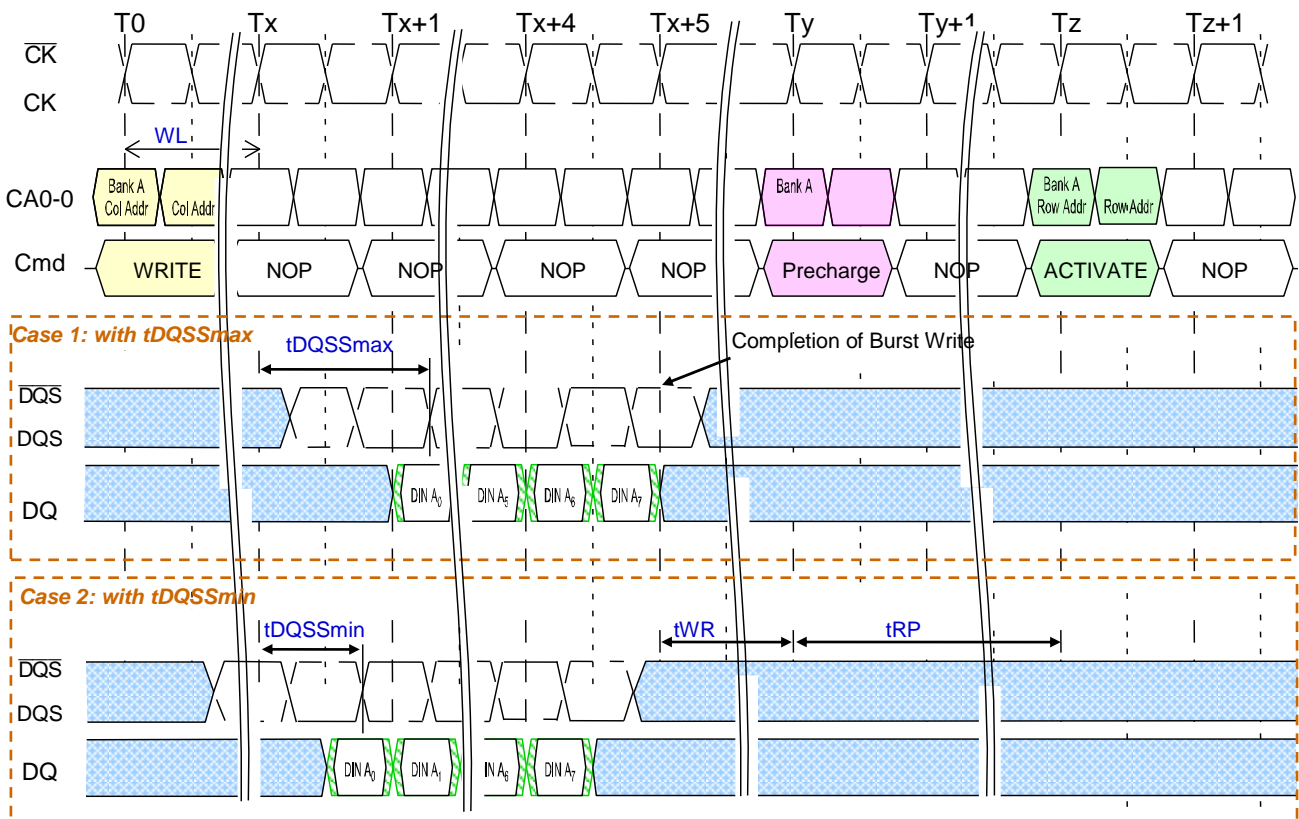 T0 Tx Tx+1 Tx+4 Tx+5 Ty Ty+1 Tz Tz+1
CK
CK
WL
CA0-0 Bank A Col Addr Col Addr Bank A Bank A Row Addr Row Addr
Cmd WRITE NOP NOP NOP NOP Precharge NOP ACTIVATE NOP
Case 1: with tDQSSmax
tDQSSmax
Completion of Burst Write
DQS
DQS
DQ DIN A0 DIN A5 DIN A6 DIN A7
Case 2: with tDQSSmin
tDQSSmin tWR tRP
DQS
DQS
DQ DIN A0 DIN A1 IN A6 DIN A7